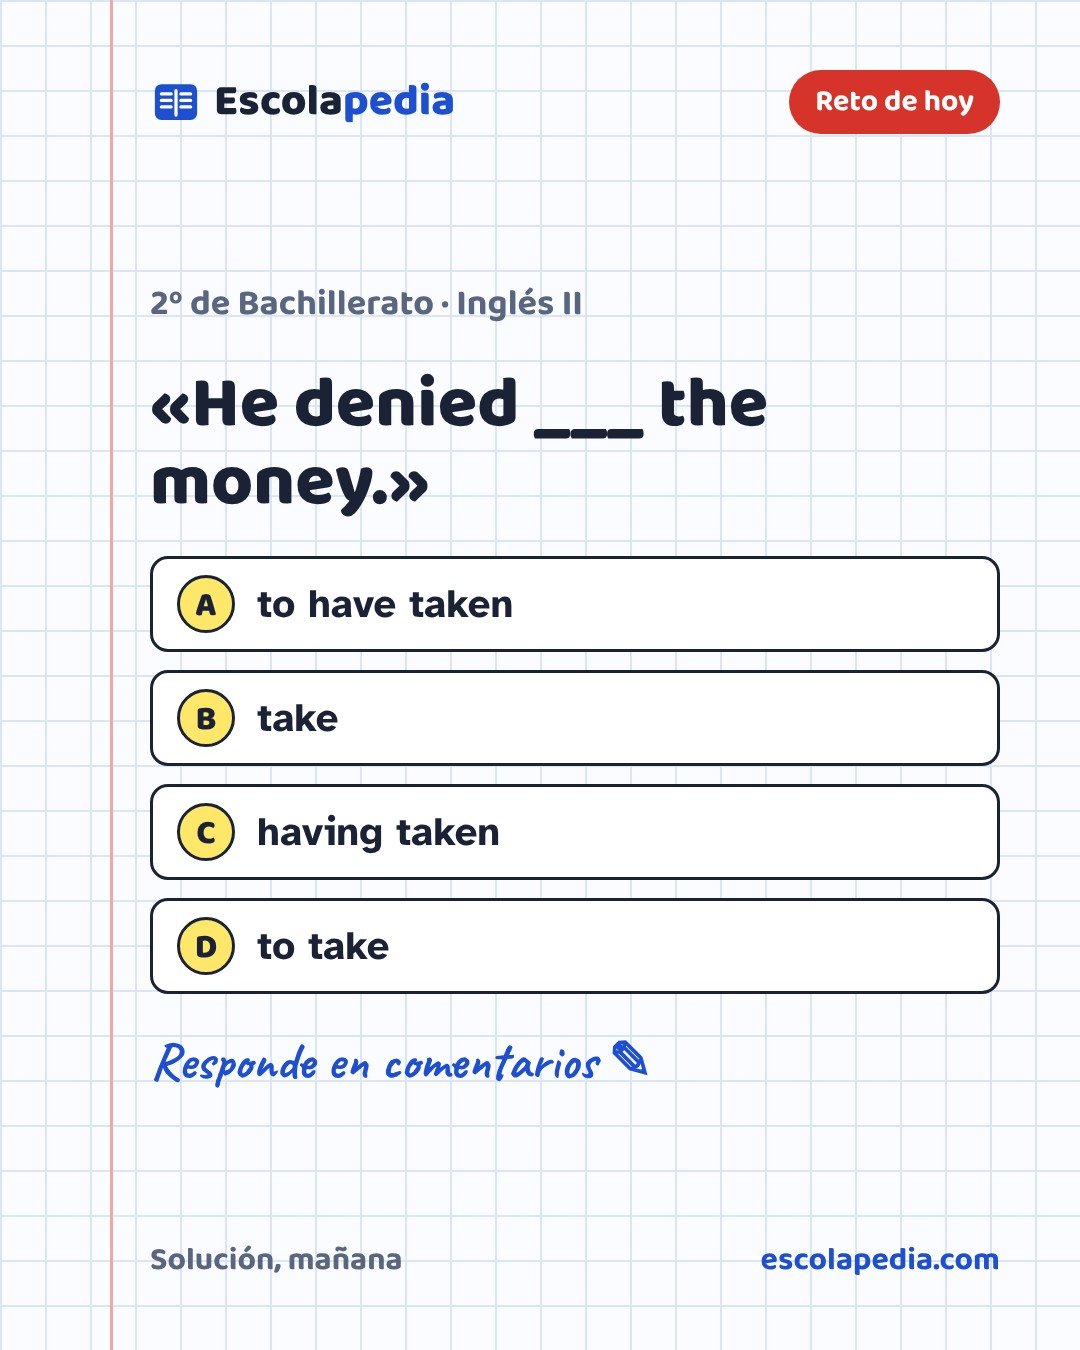 Escolapedia
Reto de hoy
2º de Bachillerato · Inglés II
«He denied ___ the
money.»
A to have taken
B take
C having taken
D to take
Responde en comentarios ✎
Solución, mañana
escolapedia.com